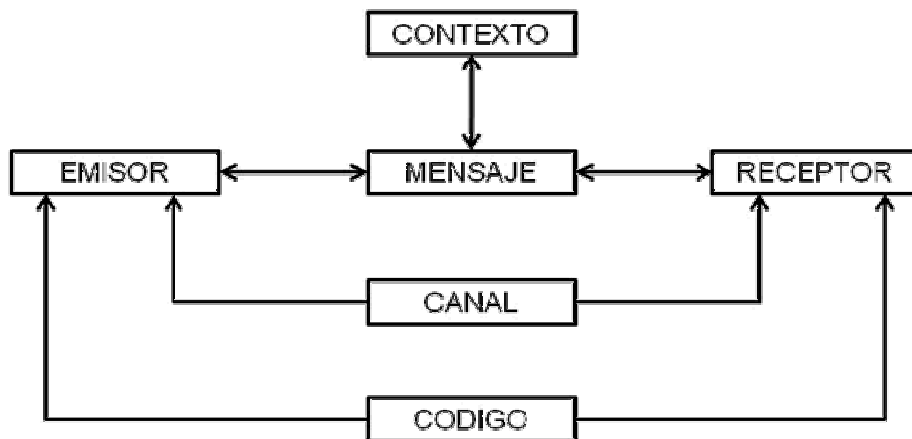 CONTEXTO
EMISOR MENSAJE RECEPTOR
CANAL
CODIGO